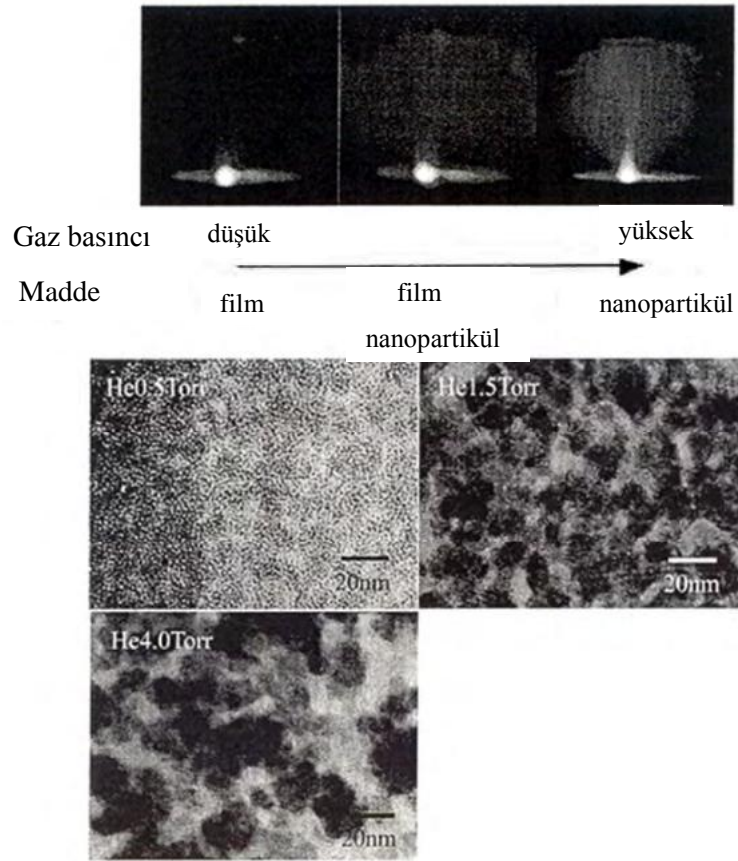 Gaz basıncı düşük yüksek
Madde film film nanopartikül
nanopartikül
He0.5Torr He1.5Torr
20nm 20nm
He4.0Torr
20nm